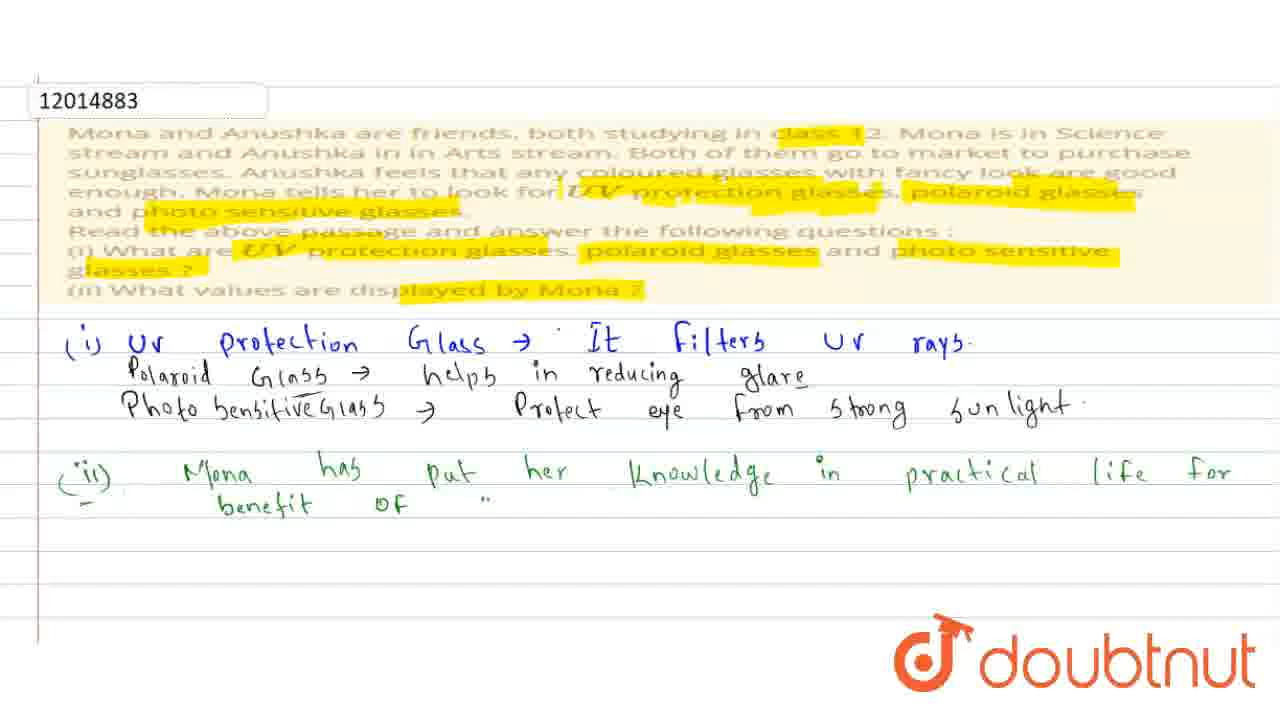 12014883
Mona and Anushka are friends, both studying in class 12. Mona is in Science
stream and Anushka in in Arts stream. Both of them go to market to purchase
sunglasses. Anushka feels that any coloured glasses with fancy look are good
enough. Mona tells her to look for UV protection glasses, polaroid glasses
and photo sensitive glasses.
Read the above passage and answer the following questions :
(i) What are UV protection glasses, polaroid glasses and photo sensitive
glasses ?
(ii) What values are displayed by Mona ?
(i) UV protection Glass → It filters UV rays.
Polaroid Glass → helps in reducing glare
Photo Sensitive Glass → Protect eye from strong sunlight.
(ii) Mona has put her knowledge in practical life for
benefit of
doubtnut